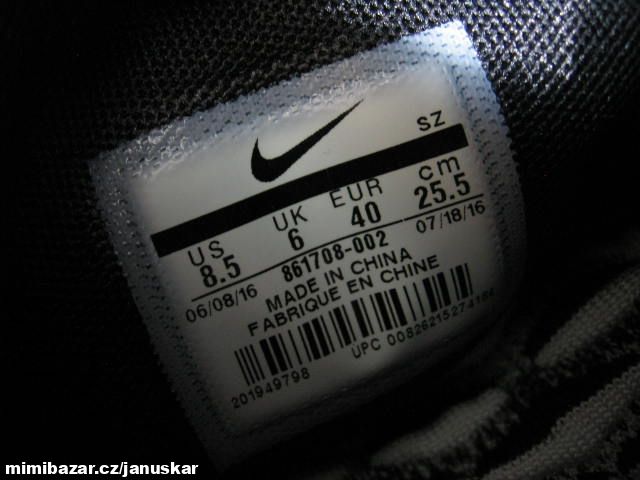 SZ
US UK EUR cm
8.5 6 40 25.5
06/08/16 861708-002 07/18/16
MADE IN CHINA
FABRIQUE EN CHINE
201949798 UPC 00826215274186
mimibazar.cz/januskar